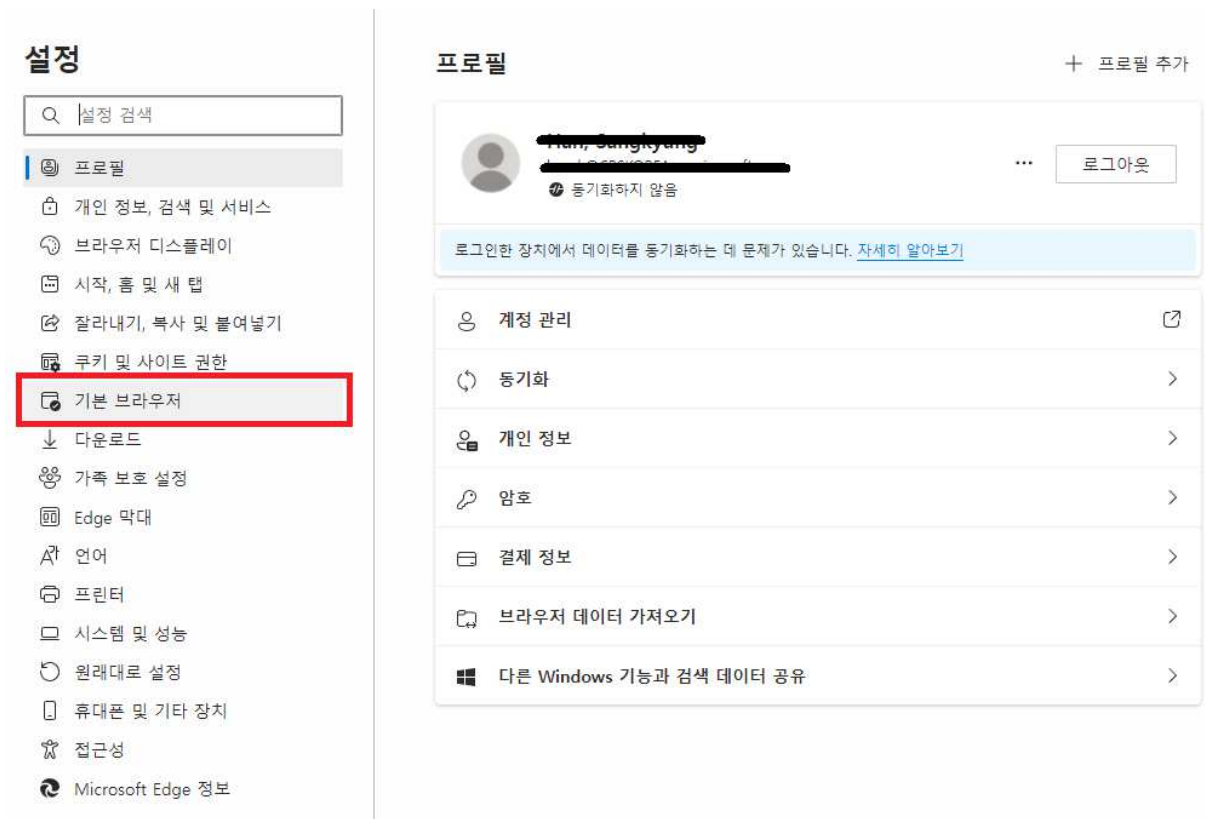 설정
설정 검색
프로필
개인 정보, 검색 및 서비스
브라우저 디스플레이
시작, 홈 및 새 탭
잘라내기, 복사 및 붙여넣기
쿠키 및 사이트 권한
기본 브라우저
다운로드
가족 보호 설정
Edge 막대
언어
프린터
시스템 및 성능
원래대로 설정
휴대폰 및 기타 장치
접근성
Microsoft Edge 정보
프로필
프로필 추가
동기화하지 않음
로그아웃
로그인한 장치에서 데이터를 동기화하는 데 문제가 있습니다. 자세히 알아보기
계정 관리
동기화
개인 정보
암호
결제 정보
브라우저 데이터 가져오기
다른 Windows 기능과 검색 데이터 공유